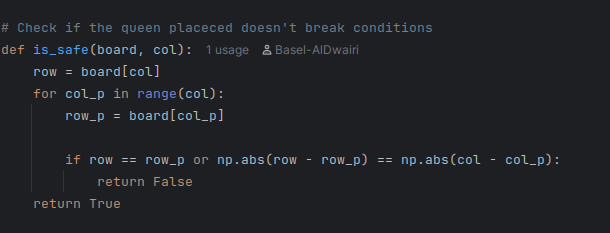 # Check if the queen placeced doesn't break conditions
def is_safe(board, col): 1 usage Basel-AlDwairi
    row = board[col]
    for col_p in range(col):
        row_p = board[col_p]
        if row == row_p or np.abs(row - row_p) == np.abs(col - col_p):
            return False
    return True